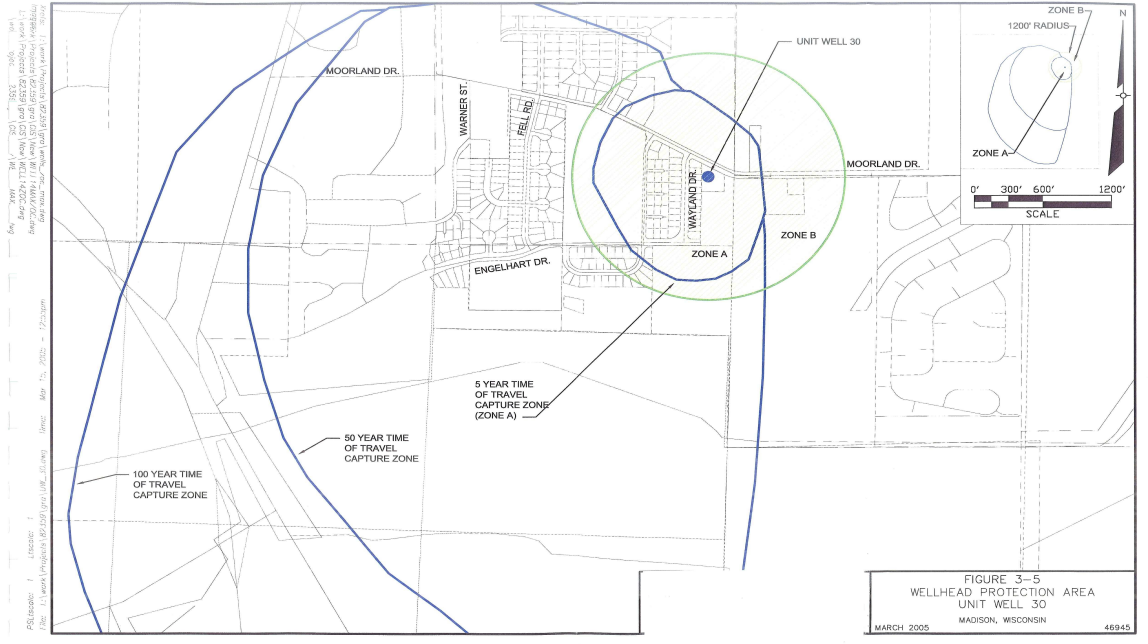 ZONE B
1200' RADIUS
N
ZONE A
0' 300' 600' 1200'
SCALE
UNIT WELL 30
MOORLAND DR.
WARNER ST.
FELL RD.
WAYLAND DR.
MOORLAND DR.
ZONE B
ZONE A
ENGELHART DR.
5 YEAR TIME
OF TRAVEL
CAPTURE ZONE
(ZONE A)
50 YEAR TIME
OF TRAVEL
CAPTURE ZONE
100 YEAR TIME
OF TRAVEL
CAPTURE ZONE
FIGURE 3-5
WELLHEAD PROTECTION AREA
UNIT WELL 30
MADISON, WISCONSIN
MARCH 2005
46945